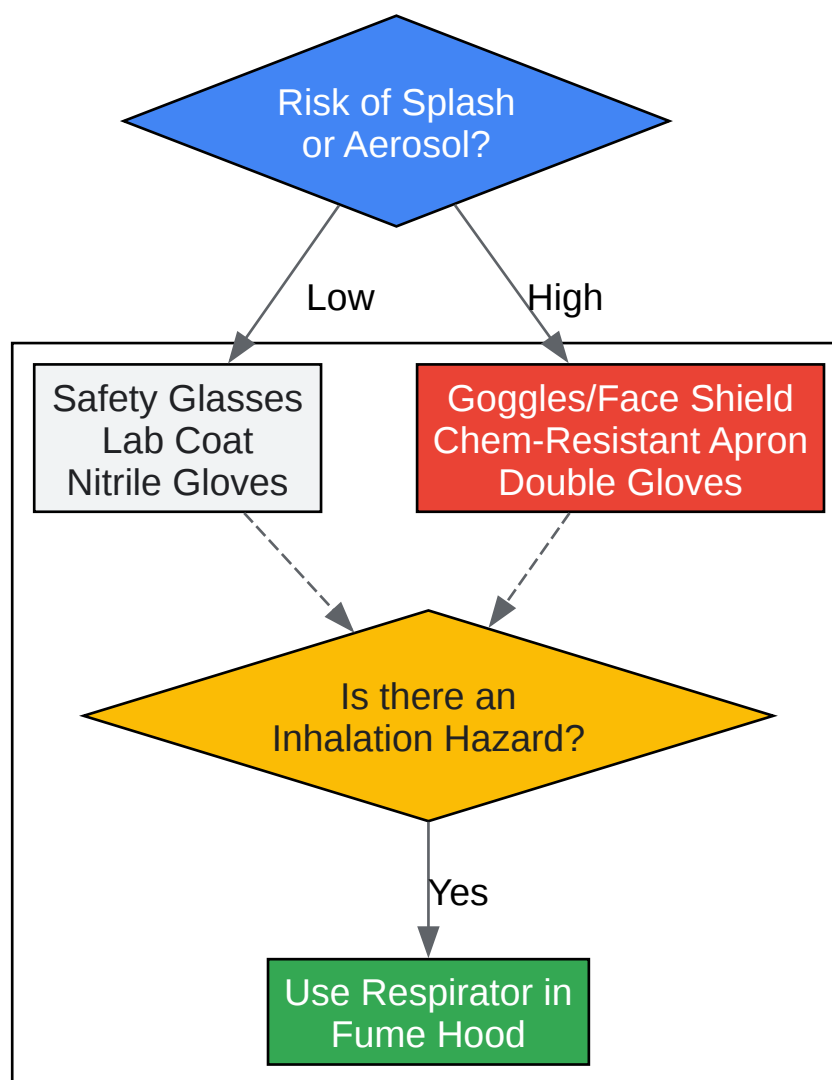 Risk of Splash
or Aerosol?
Low
High
Safety Glasses
Lab Coat
Nitrile Gloves
Goggles/Face Shield
Chem-Resistant Apron
Double Gloves
Is there an
Inhalation Hazard?
Yes
Use Respirator in
Fume Hood